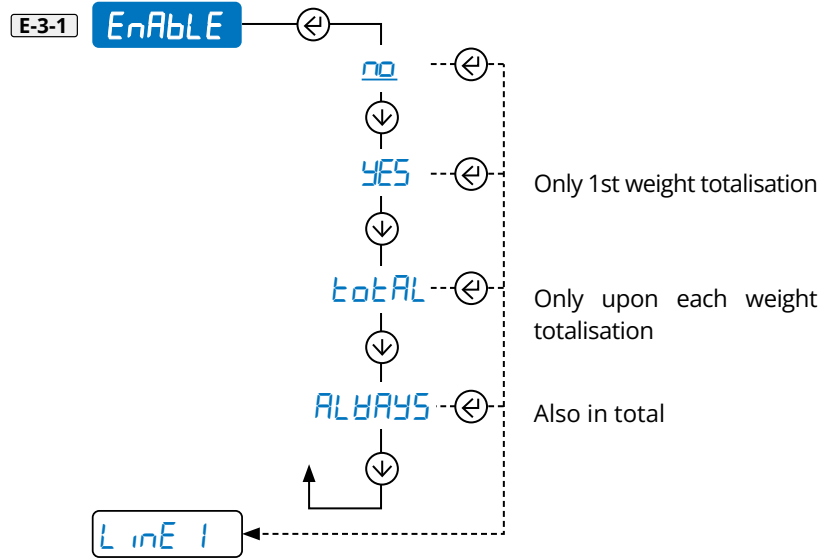 E-3-1 EnAbLE
no
YES Only 1st weight totalisation
totAL Only upon each weight
totalisation
ALWAYS Also in total
LinE 1